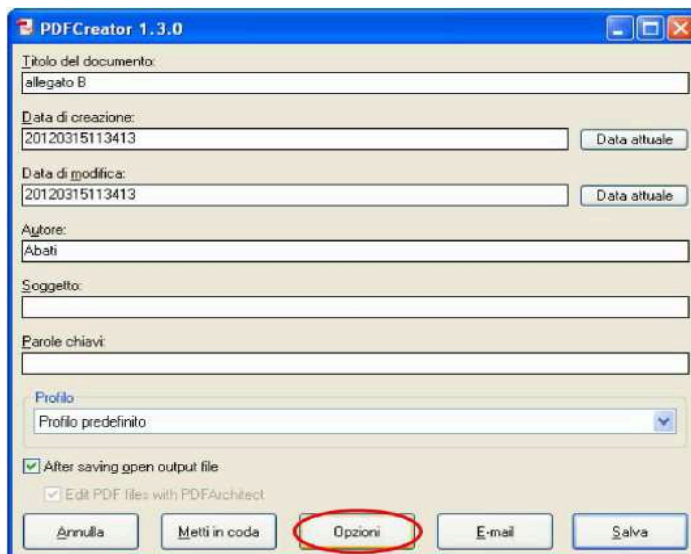 PDFCreator 1.3.0
Titolo del documento:
allegato B
Data di creazione:
20120315113413
Data attuale
Data di modifica:
20120315113413
Data attuale
Autore:
Abati
Soggetto:
Parole chiavi:
Profilo
Profilo predefinito
After saving open output file
Edit PDF files with PDFArchitect
Annulla Metti in coda Opzioni E-mail Salva